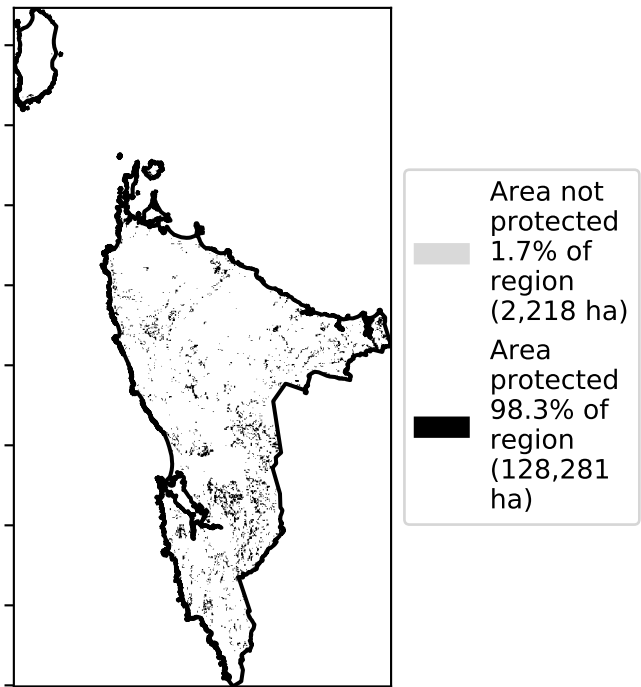 Area not
protected
1.7% of
region
(2,218 ha)
Area
protected
98.3% of
region
(128,281
ha)